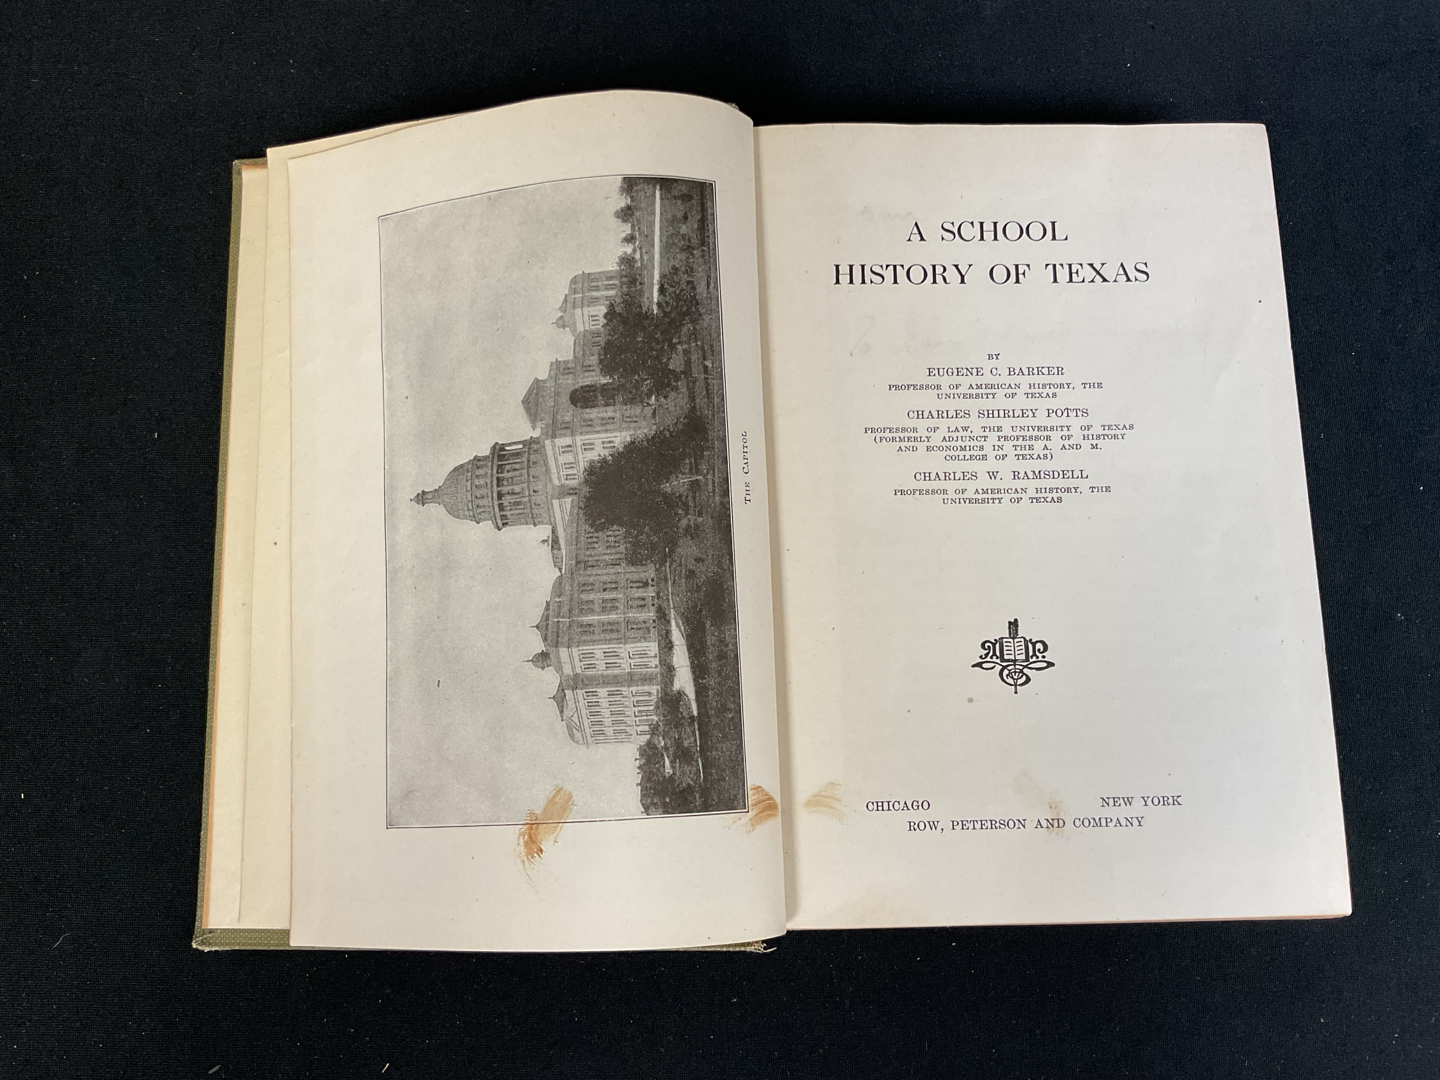 THE CAPITOL
A SCHOOL
HISTORY OF TEXAS
BY
EUGENE C. BARKER
PROFESSOR OF AMERICAN HISTORY, THE
UNIVERSITY OF TEXAS
CHARLES SHIRLEY POTTS
PROFESSOR OF LAW, THE UNIVERSITY OF TEXAS
(FORMERLY ADJUNCT PROFESSOR OF HISTORY
AND ECONOMICS IN THE A. AND M.
COLLEGE OF TEXAS)
CHARLES W. RAMSDELL
PROFESSOR OF AMERICAN HISTORY, THE
UNIVERSITY OF TEXAS
CHICAGO NEW YORK
ROW, PETERSON AND COMPANY